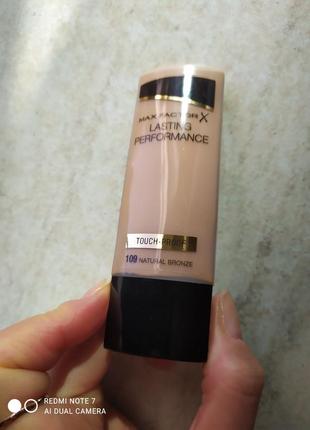 MAX FACTOR X
LASTING
PERFORMANCE
TOUCH-PROOF
109 NATURAL BRONZE
REDMI NOTE 7
AI DUAL CAMERA